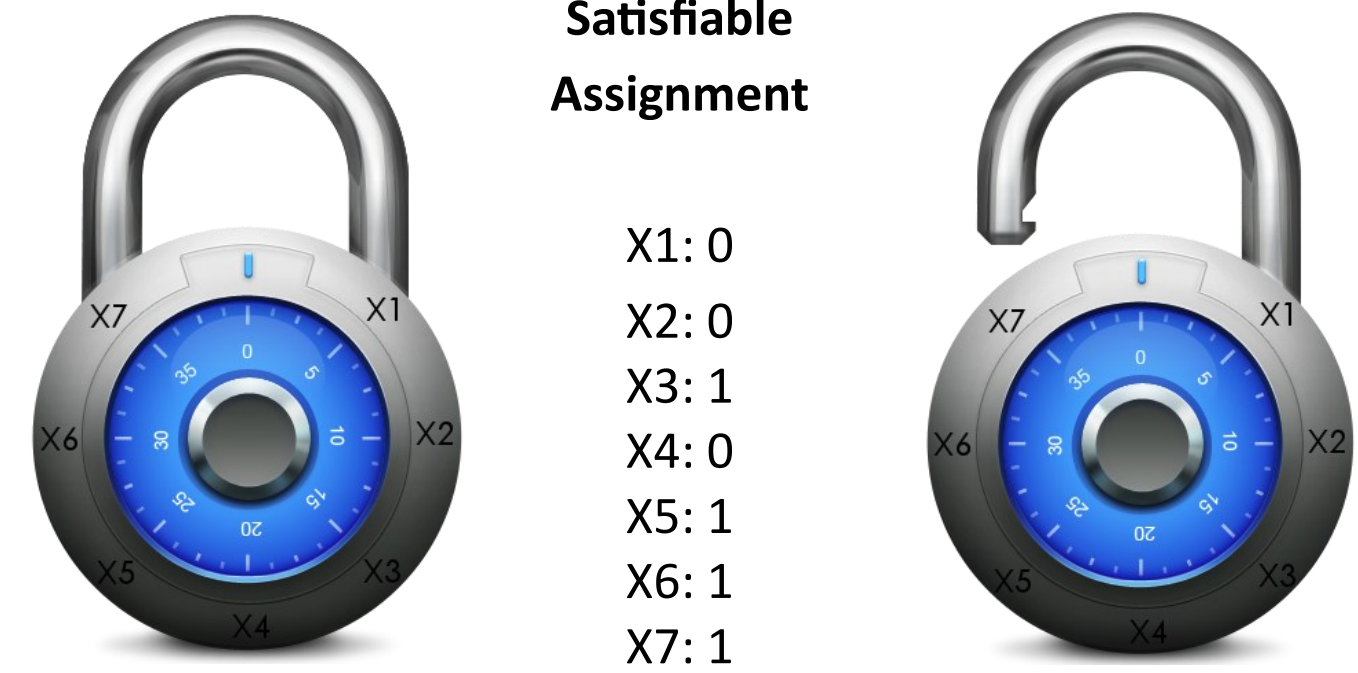 Satisfiable
Assignment
X1: 0
X2: 0
X3: 1
X4: 0
X5: 1
X6: 1
X7: 1
X7
X1
X6
X2
X5
X3
X4
0
5
10
15
20
25
30
35
X7
X1
X6
X2
X5
X3
X4
0
5
10
15
20
25
30
35